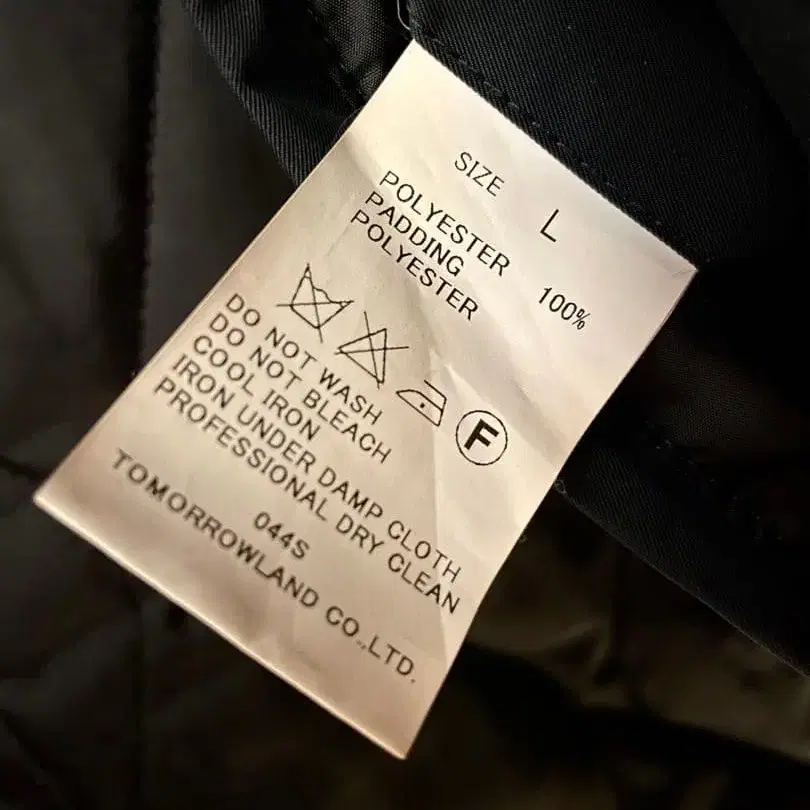 SIZE L
POLYESTER 100%
PADDING
POLYESTER
F
DO NOT WASH
DO NOT BLEACH
COOL IRON
IRON UNDER DAMP CLOTH
PROFESSIONAL DRY CLEAN
044S
TOMORROWLAND CO.,LTD.